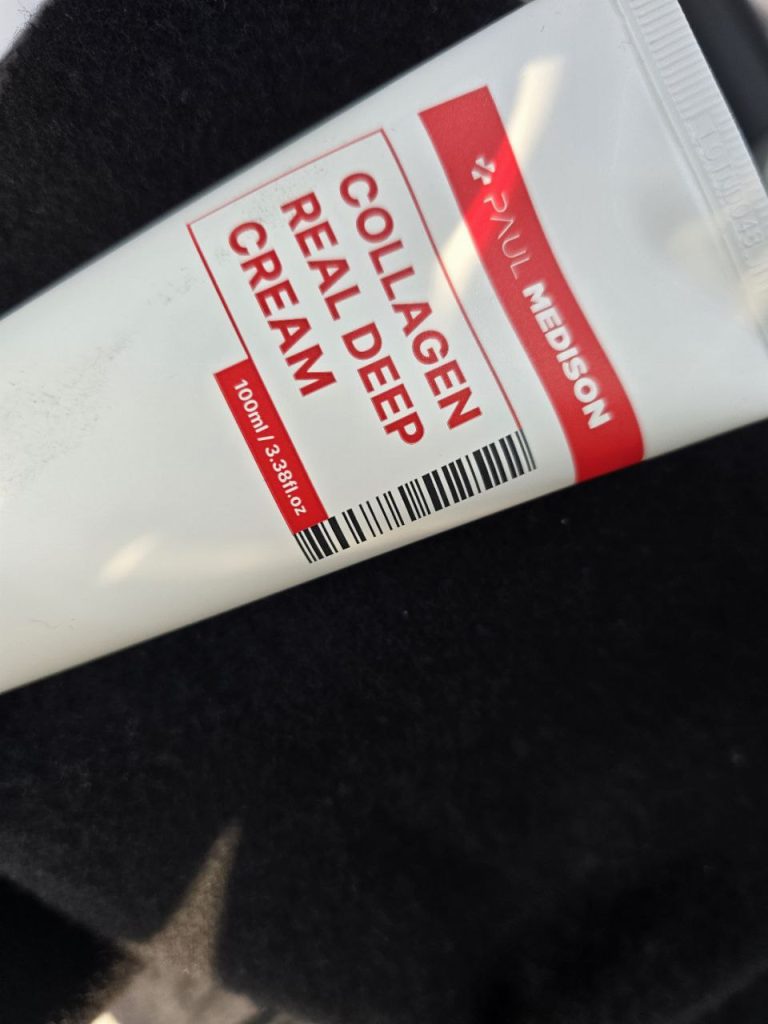 PAUL MEDISON
COLLAGEN
REAL DEEP
CREAM
100ml / 3.38fl.oz